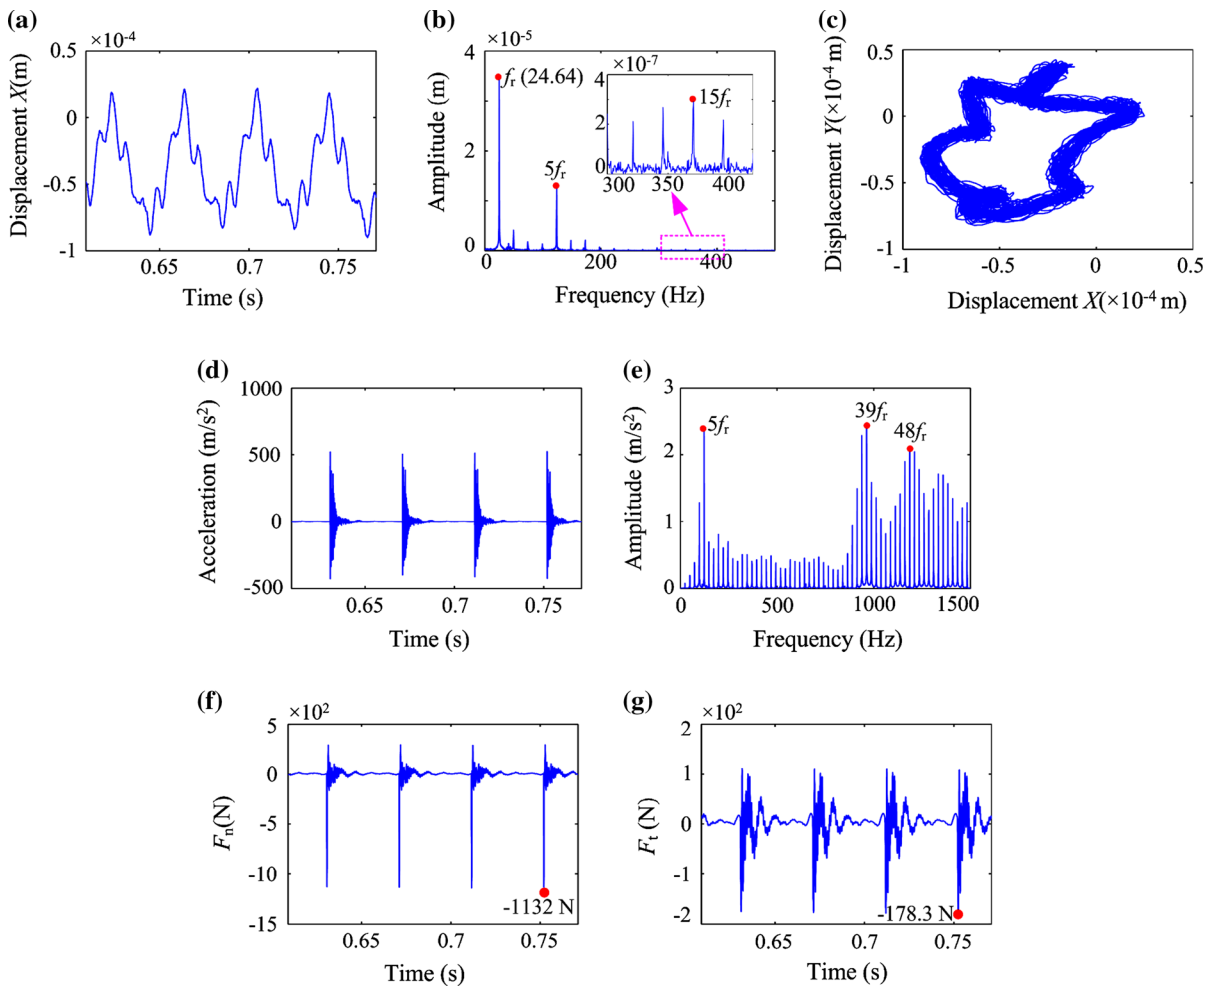 (a)
×10-4
Displacement X(m)
0.5
0
-0.5
-1
0.65
0.7
0.75
Time (s)
(b)
×10-5
Amplitude (m)
4
2
0
fr (24.64)
5fr
0
200
400
Frequency (Hz)
×10-7
4
2
0
15fr
300
350
400
(c)
Displacement Y(×10-4 m)
0.5
0
-0.5
-1
-1
-0.5
0
0.5
Displacement X(×10-4 m)
(d)
Acceleration (m/s2)
1000
500
0
-500
0.65
0.7
0.75
Time (s)
(e)
Amplitude (m/s2)
3
2
1
0
5fr
39fr
48fr
0
500
1000
1500
Frequency (Hz)
(f)
×102
Fn(N)
5
0
-5
-10
-15
-1132 N
0.65
0.7
0.75
Time (s)
(g)
×102
Ft (N)
2
1
0
-1
-2
-178.3 N
0.65
0.7
0.75
Time (s)